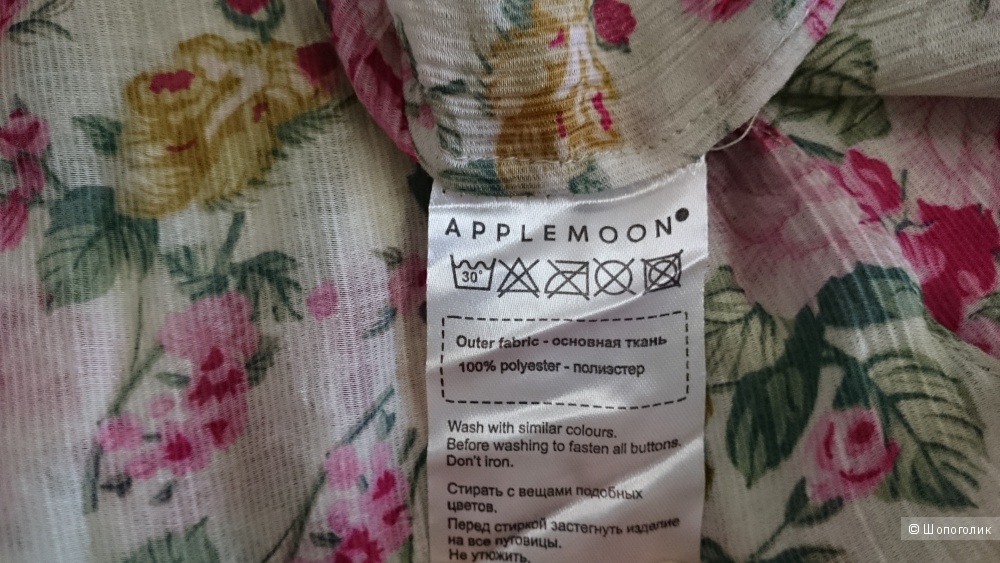 APPLEMOON
30°
Outer fabric - основная ткань
100% polyester - полиэстер
Wash with similar colours.
Before washing to fasten all buttons.
Don't iron.
Стирать с вещами подобных
цветов.
Перед стиркой застегнуть изделие
на все пуговицы.
Не утюжить.
© Шопоголик